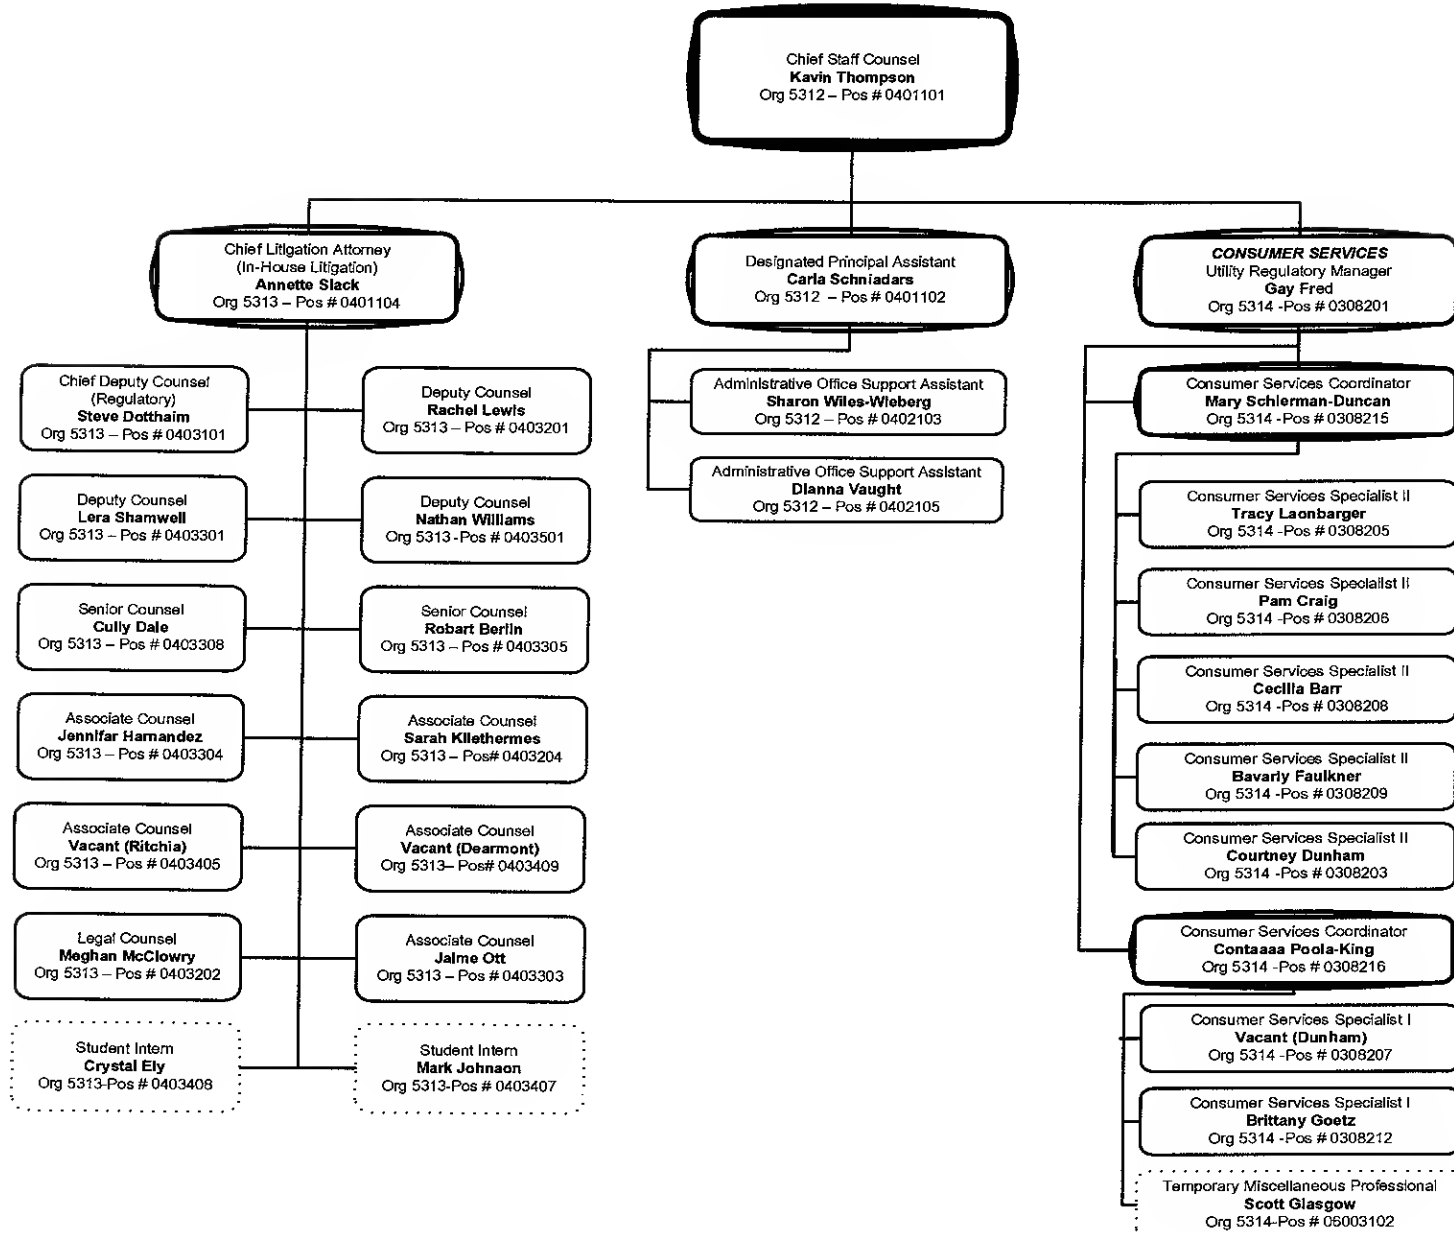 Chief Staff Counsel
Kavin Thompson
Org 5312 – Pos # 0401101
Chief Litigation Attorney
(In-House Litigation)
Annette Slack
Org 5313 – Pos # 0401104
Designated Principal Assistant
Carla Schniadars
Org 5312 – Pos # 0401102
CONSUMER SERVICES
Utility Regulatory Manager
Gay Fred
Org 5314 -Pos # 0308201
Chief Deputy Counsel
(Regulatory)
Steve Dotthaim
Org 5313 – Pos # 0403101
Deputy Counsel
Rachel Lewis
Org 5313 – Pos # 0403201
Deputy Counsel
Lera Shamwell
Org 5313 – Pos # 0403301
Deputy Counsel
Nathan Williams
Org 5313 -Pos # 0403501
Senior Counsel
Cully Dale
Org 5313 – Pos # 0403308
Senior Counsel
Robart Berlin
Org 5313 – Pos # 0403305
Associate Counsel
Jennifar Harnandez
Org 5313 – Pos # 0403304
Associate Counsel
Sarah Kliethermes
Org 5313 – Pos# 0403204
Associate Counsel
Vacant (Ritchia)
Org 5313 – Pos # 0403405
Associate Counsel
Vacant (Dearmont)
Org 5313– Pos# 0403409
Legal Counsel
Meghan McClowry
Org 5313 – Pos # 0403202
Associate Counsel
Jaime Ott
Org 5313 – Pos # 0403303
Student Intern
Crystal Ely
Org 5313-Pos # 0403408
Student Intern
Mark Johnaon
Org 5313-Pos # 0403407
Administrative Office Support Assistant
Sharon Wiles-Wieberg
Org 5312 – Pos # 0402103
Administrative Office Support Assistant
Dianna Vaught
Org 5312 – Pos # 0402105
Consumer Services Coordinator
Mary Schierman-Duncan
Org 5314 -Pos # 0308215
Consumer Services Specialist II
Tracy Laonbarger
Org 5314 -Pos # 0308205
Consumer Services Specialist II
Pam Craig
Org 5314 -Pos # 0308206
Consumer Services Specialist II
Cecilia Barr
Org 5314 -Pos # 0308208
Consumer Services Specialist II
Bavarly Faulkner
Org 5314 -Pos # 0308209
Consumer Services Specialist II
Courtney Dunham
Org 5314 -Pos # 0308203
Consumer Services Coordinator
Contaaaa Poola-King
Org 5314 -Pos # 0308216
Consumer Services Specialist I
Vacant (Dunham)
Org 5314 -Pos # 0308207
Consumer Services Specialist I
Brittany Goetz
Org 5314 -Pos # 0308212
Temporary Miscellaneous Professional
Scott Glasgow
Org 5314-Pos # 06003102